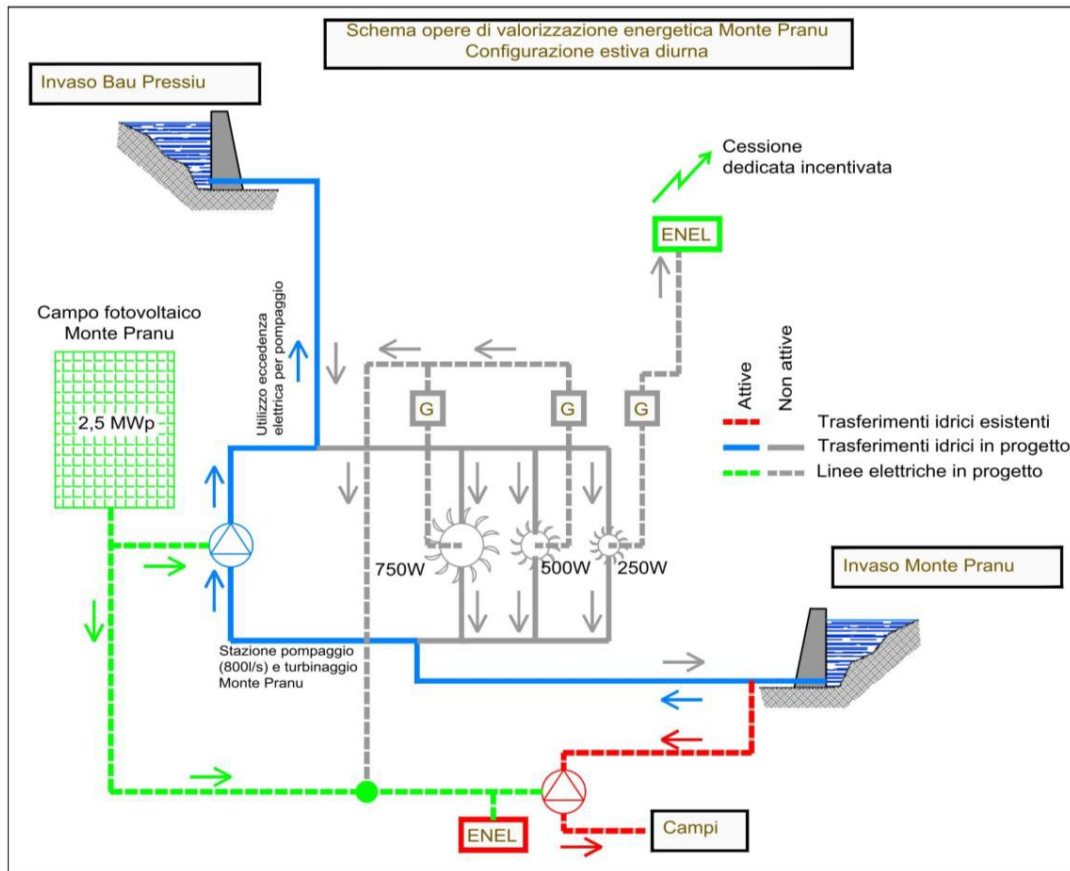 Schema opere di valorizzazione energetica Monte Pranu
Configurazione estiva diurna
Invaso Bau Pressiu
Cessione
dedicata incentivata
ENEL
Campo fotovoltaico
Monte Pranu
2,5 MWp
Utilizzo eccedenza
elettrica per pompaggio
G
G
G
Attive
Non attive
Trasferimenti idrici esistenti
Trasferimenti idrici in progetto
Linee elettriche in progetto
750W
500W
250W
Invaso Monte Pranu
Stazione pompaggio
(800l/s) e turbinaggio
Monte Pranu
ENEL
Campi